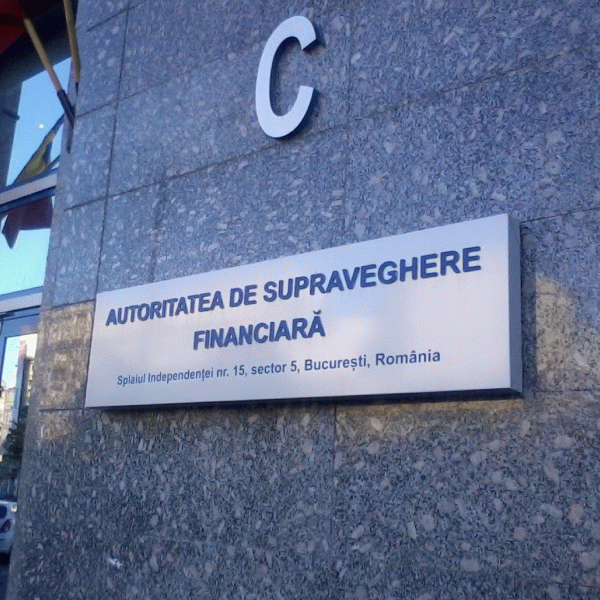 C
AUTORITATEA DE SUPRAVEGHERE
FINANCIARĂ
Splaiul Independenței nr. 15, sector 5, București, România